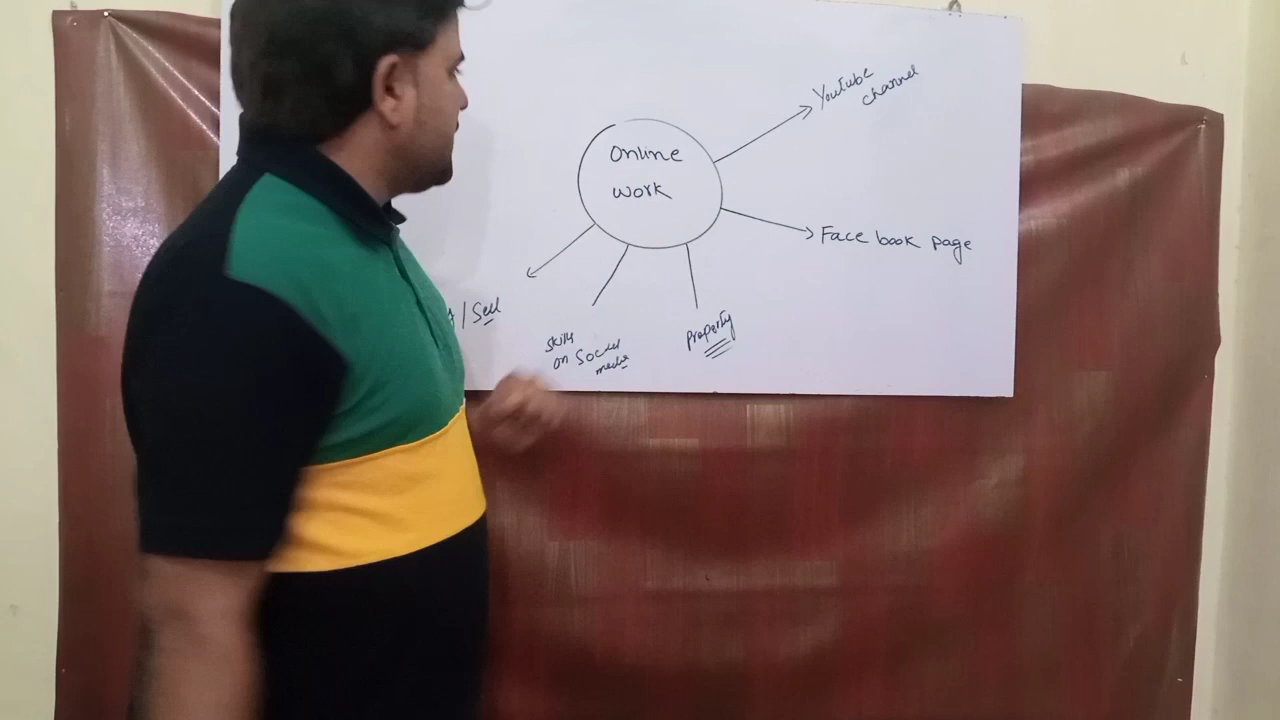 Online
work
YouTube
channel
Face book page
/ Sell
Skills
on Social
media
Property